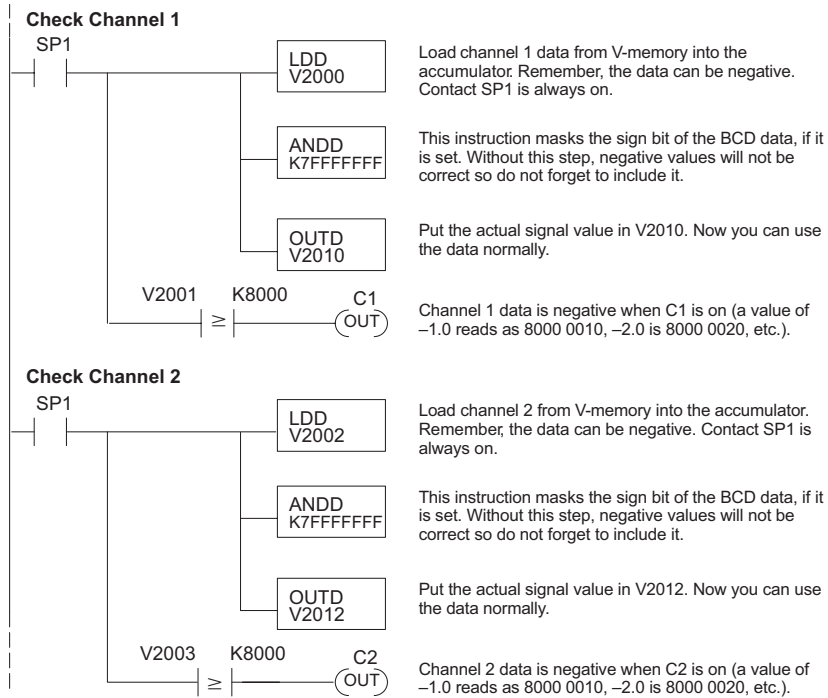 Check Channel 1
SP1
LDD
V2000
Load channel 1 data from V-memory into the
accumulator. Remember, the data can be negative.
Contact SP1 is always on.
ANDD
K7FFFFFFF
This instruction masks the sign bit of the BCD data, if it
is set. Without this step, negative values will not be
correct so do not forget to include it.
OUTD
V2010
Put the actual signal value in V2010. Now you can use
the data normally.
V2001 K8000 C1
≥ OUT
Channel 1 data is negative when C1 is on (a value of
–1.0 reads as 8000 0010, –2.0 is 8000 0020, etc.).
Check Channel 2
SP1
LDD
V2002
Load channel 2 from V-memory into the accumulator.
Remember, the data can be negative. Contact SP1 is
always on.
ANDD
K7FFFFFFF
This instruction masks the sign bit of the BCD data, if it
is set. Without this step, negative values will not be
correct so do not forget to include it.
OUTD
V2012
Put the actual signal value in V2012. Now you can use
the data normally.
V2003 K8000 C2
≥ OUT
Channel 2 data is negative when C2 is on (a value of
–1.0 reads as 8000 0010, –2.0 is 8000 0020, etc.).